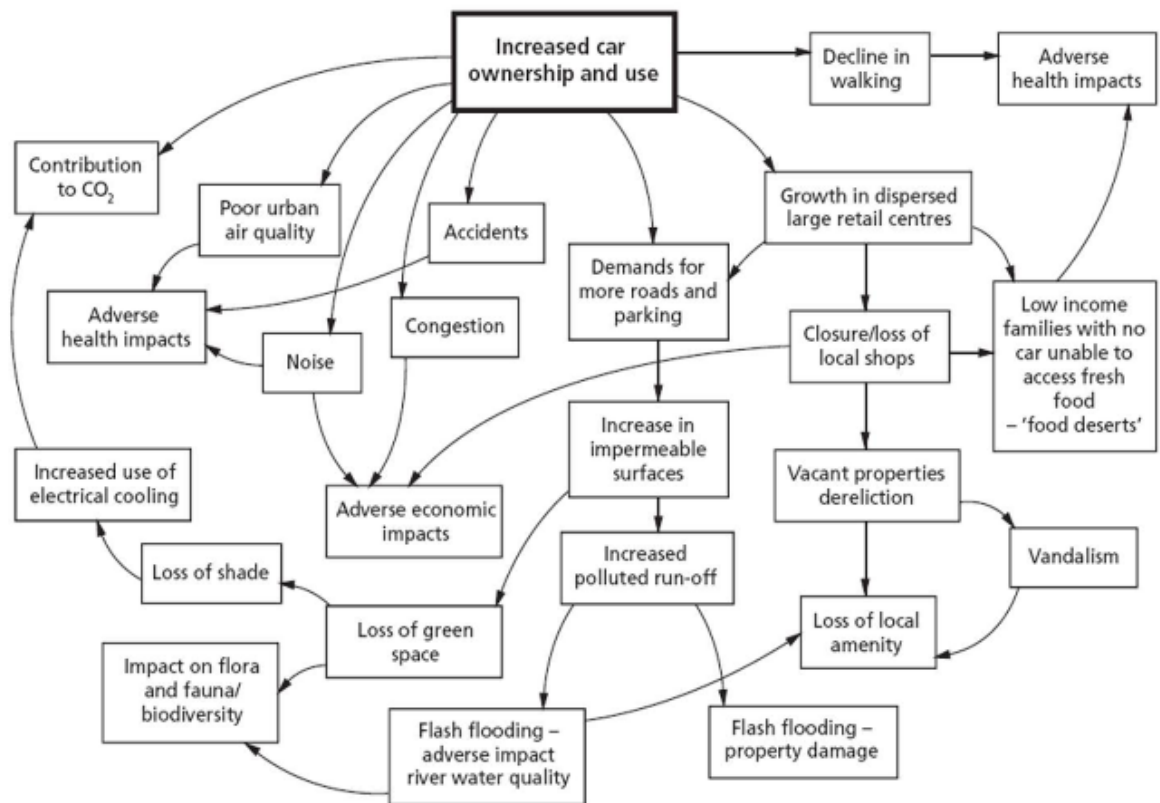 Increased car
ownership and use
Decline in
walking
Adverse
health impacts
Contribution
to CO₂
Poor urban
air quality
Accidents
Growth in dispersed
large retail centres
Demands for
more roads and
parking
Adverse
health impacts
Noise
Congestion
Closure/loss of
local shops
Low income
families with no
car unable to
access fresh
food
– ‘food deserts’
Increase in
impermeable
surfaces
Increased use of
electrical cooling
Adverse economic
impacts
Vacant properties
dereliction
Increased
polluted run-off
Vandalism
Loss of shade
Loss of green
space
Loss of local
amenity
Impact on flora
and fauna/
biodiversity
Flash flooding –
adverse impact
river water quality
Flash flooding –
property damage